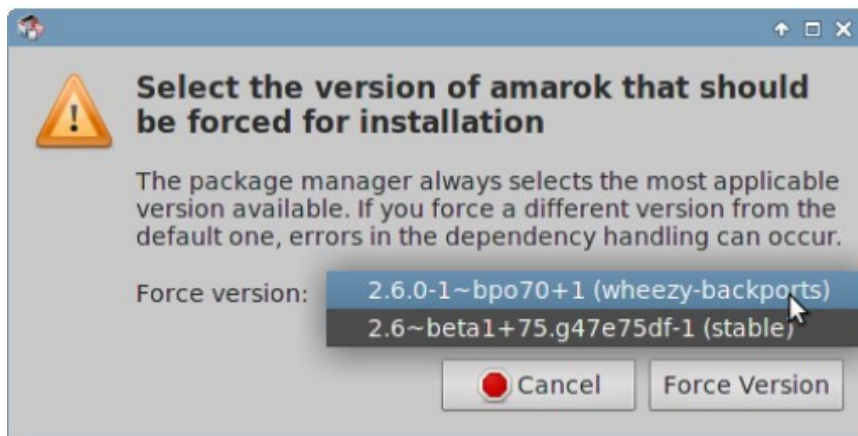 Select the version of amarok that should
be forced for installation
The package manager always selects the most applicable
version available. If you force a different version from the
default one, errors in the dependency handling can occur.
Force version: 2.6.0-1~bpo70+1 (wheezy-backports)
2.6~beta1+75.g47e75df-1 (stable)
Cancel Force Version